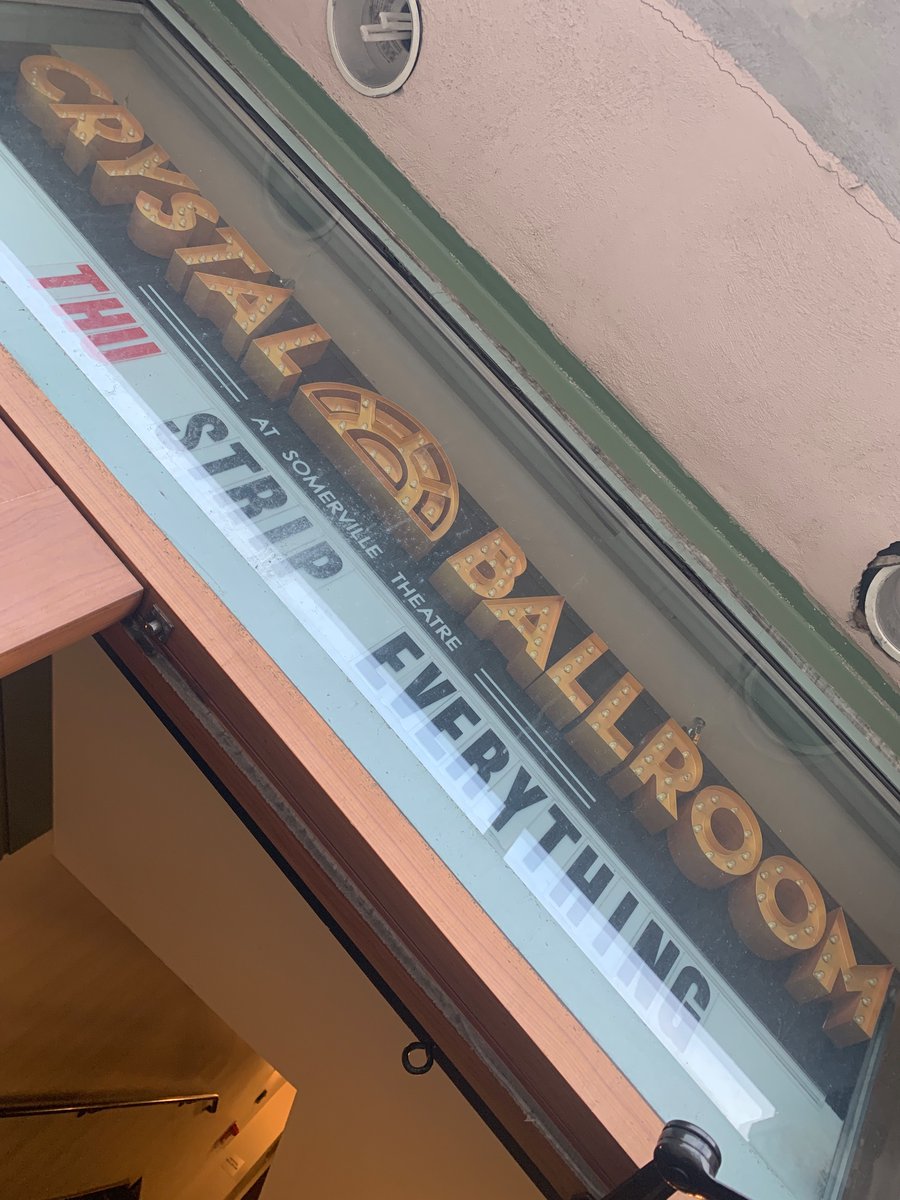 CRYSTAL BALLROOM
AT SOMERVILLE THEATRE
THU STRIP EVERYTHING